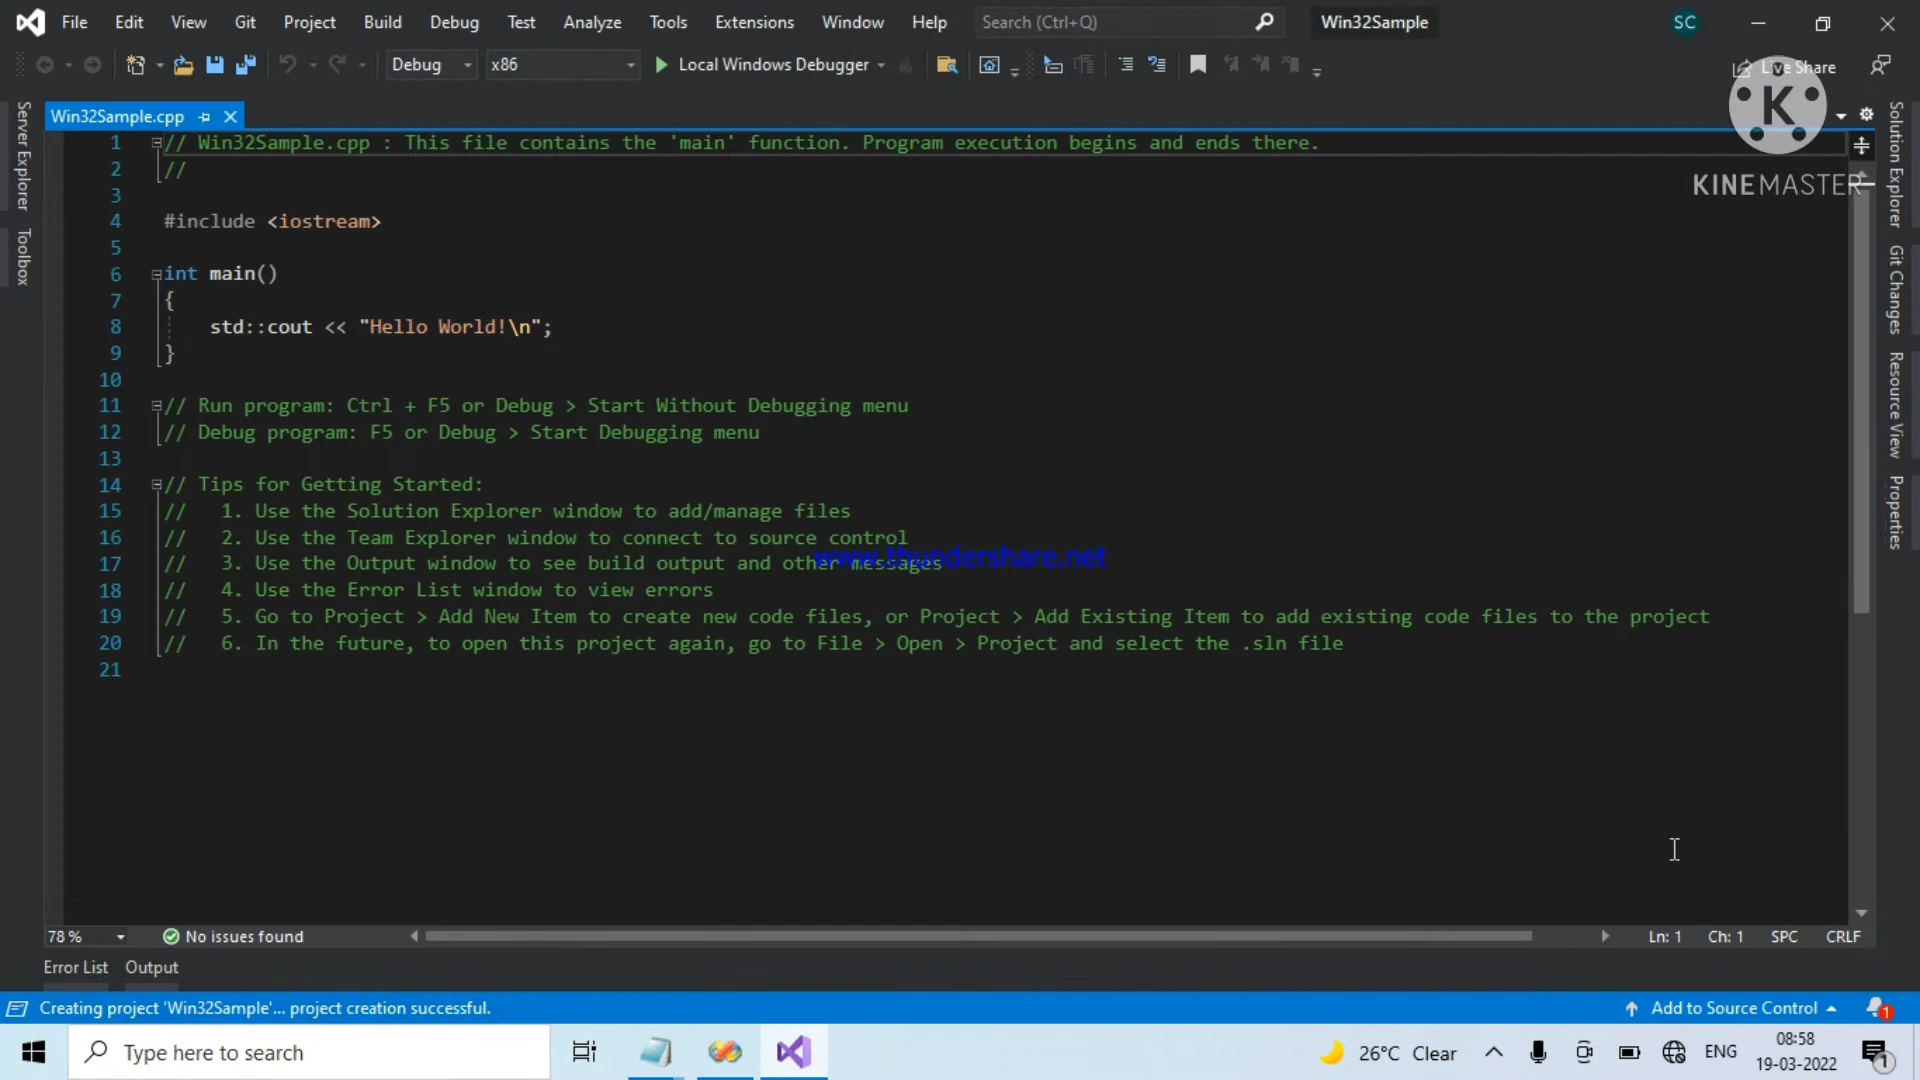 File Edit View Git Project Build Debug Test Analyze Tools Extensions Window Help Search (Ctrl+Q) Win32Sample SC
Debug x86 Local Windows Debugger Live Share
K
KINEMASTER
Server Explorer
Toolbox
Win32Sample.cpp
1 // Win32Sample.cpp : This file contains the 'main' function. Program execution begins and ends there.
2 //
3
4 #include <iostream>
5
6 int main()
7 {
8 std::cout << "Hello World!\n";
9 }
10
11 // Run program: Ctrl + F5 or Debug > Start Without Debugging menu
12 // Debug program: F5 or Debug > Start Debugging menu
13
14 // Tips for Getting Started:
15 // 1. Use the Solution Explorer window to add/manage files
16 // 2. Use the Team Explorer window to connect to source control
17 // 3. Use the Output window to see build output and other messages
18 // 4. Use the Error List window to view errors
19 // 5. Go to Project > Add New Item to create new code files, or Project > Add Existing Item to add existing code files to the project
20 // 6. In the future, to open this project again, go to File > Open > Project and select the .sln file
21
www.thundershare.net
Solution Explorer
Git Changes
Resource View
Properties
78 % No issues found Ln: 1 Ch: 1 SPC CRLF
Error List Output
Creating project 'Win32Sample'... project creation successful. Add to Source Control 1
Type here to search 26°C Clear ENG 08:58
19-03-2022 1